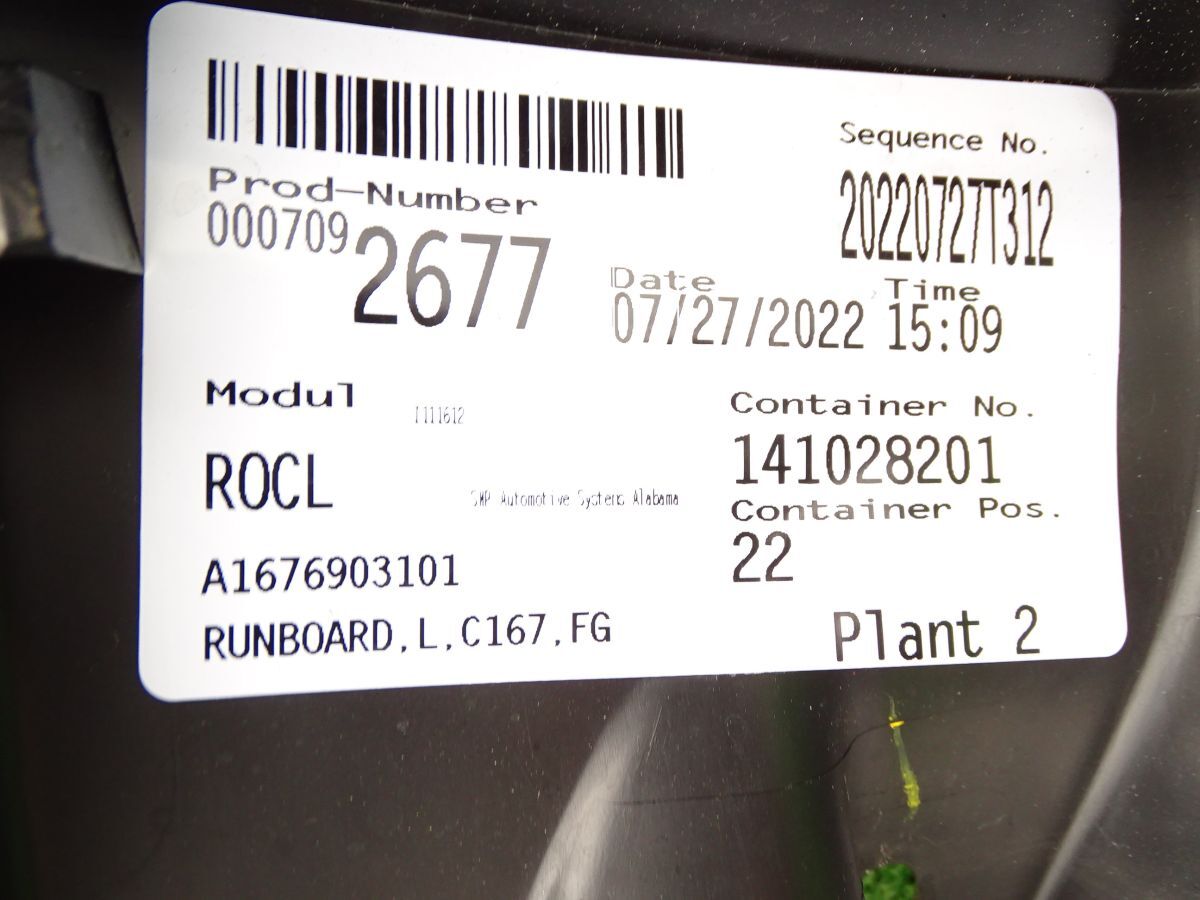 Sequence No.
20220727T312
Prod-Number
000709 2677
Date
07/27/2022
Time
15:09
Modul
1111612
ROCL
SMP Automotive Systems Alabama
A1676903101
RUNBOARD,L,C167,FG
Container No.
141028201
Container Pos.
22
Plant 2